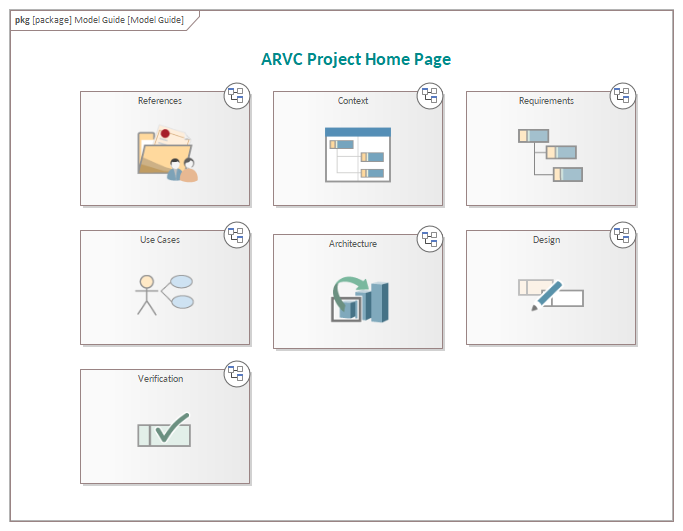 pkg [package] Model Guide [Model Guide]
ARVC Project Home Page
References
Context
Requirements
Use Cases
Architecture
Design
Verification